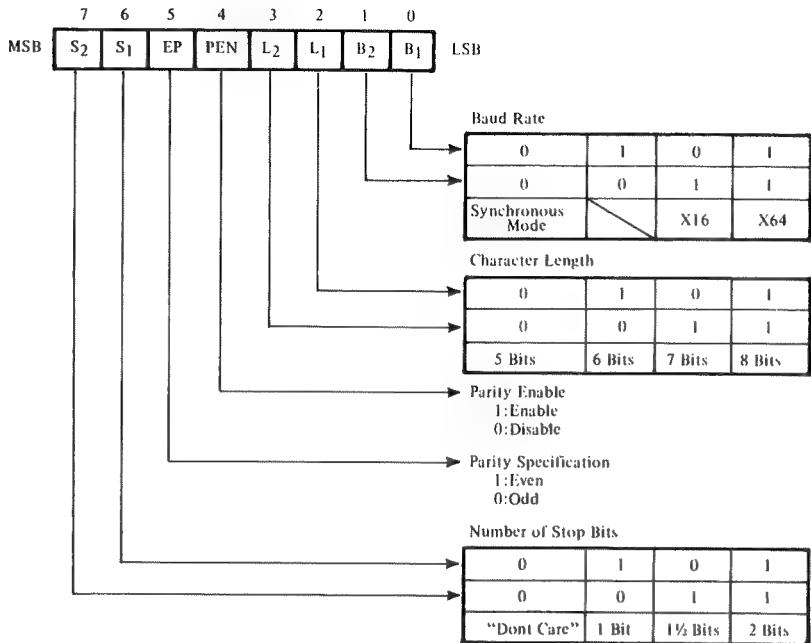 7 6 5 4 3 2 1 0
MSB S2 S1 EP PEN L2 L1 B2 B1 LSB
Baud Rate
0 1 0 1
0 0 1 1
Synchronous Mode X16 X64
Character Length
0 1 0 1
0 0 1 1
5 Bits 6 Bits 7 Bits 8 Bits
Parity Enable
1:Enable
0:Disable
Parity Specification
1:Even
0:Odd
Number of Stop Bits
0 1 0 1
0 0 1 1
"Dont Care" 1 Bit 1½ Bits 2 Bits